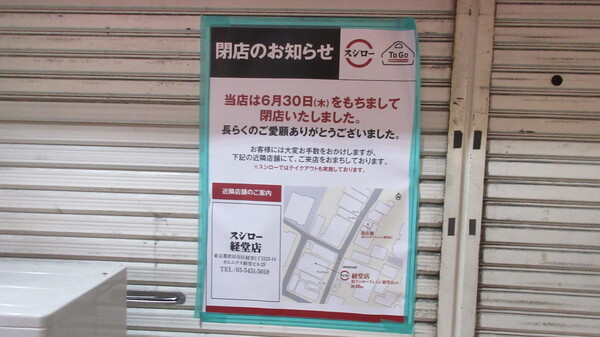 閉店のお知らせ
スシロー
To Go
当店は6月30日(木)をもちまして
閉店いたしました。
長らくのご愛顧ありがとうございました。
お客様には大変お手数をおかけしますが、
下記の近隣店舗にて、ご来店をおまちしております。
※スシローではテイクアウトも実施しております。
近隣店舗のご案内
スシロー
経堂店
TEL:03-5451-5018
経堂店